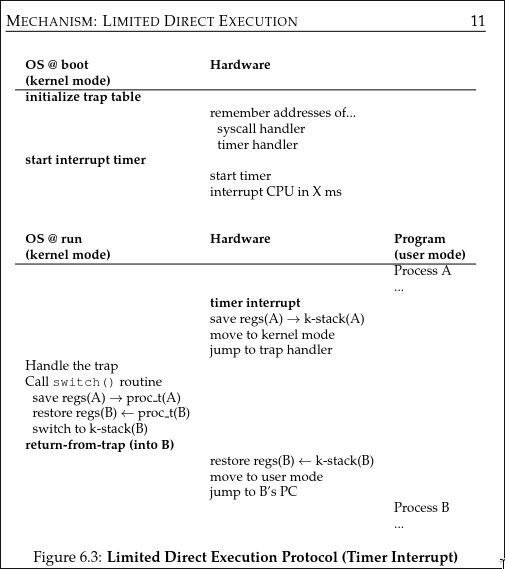 MECHANISM: LIMITED DIRECT EXECUTION 11
OS @ boot Hardware
(kernel mode)
initialize trap table
remember addresses of...
syscall handler
timer handler
start interrupt timer
start timer
interrupt CPU in X ms
OS @ run Hardware Program
(kernel mode) (user mode)
Process A
...
timer interrupt
save regs(A) → k-stack(A)
move to kernel mode
jump to trap handler
Handle the trap
Call switch() routine
save regs(A) → proc_t(A)
restore regs(B) ← proc_t(B)
switch to k-stack(B)
return-from-trap (into B)
restore regs(B) ← k-stack(B)
move to user mode
jump to B's PC
Process B
...
Figure 6.3: Limited Direct Execution Protocol (Timer Interrupt)